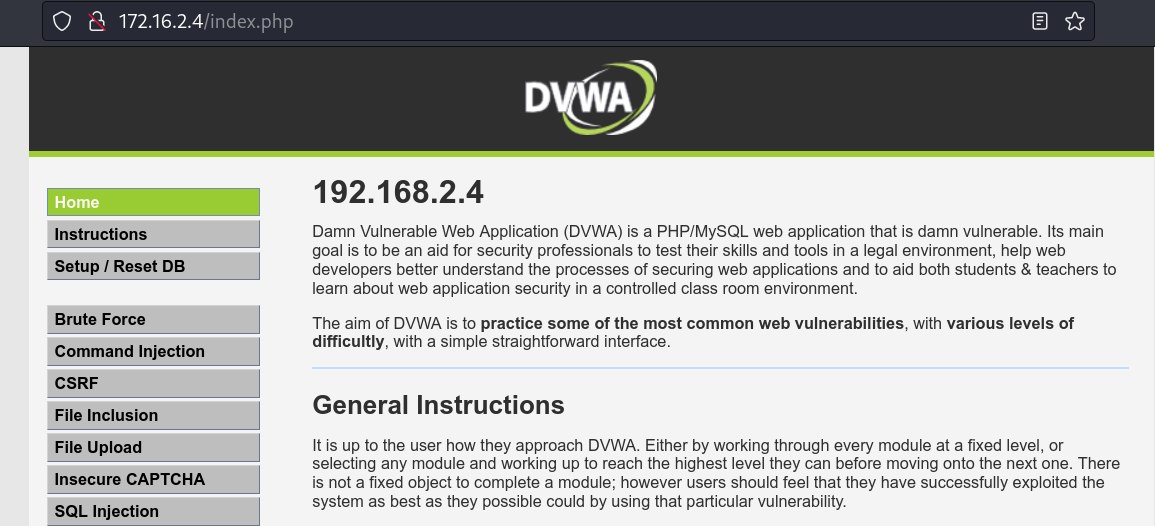 172.16.2.4/index.php
DVWA
192.168.2.4
Damn Vulnerable Web Application (DVWA) is a PHP/MySQL web application that is damn vulnerable. Its main
goal is to be an aid for security professionals to test their skills and tools in a legal environment, help web
developers better understand the processes of securing web applications and to aid both students & teachers to
learn about web application security in a controlled class room environment.
The aim of DVWA is to practice some of the most common web vulnerabilities, with various levels of
difficultly, with a simple straightforward interface.
General Instructions
It is up to the user how they approach DVWA. Either by working through every module at a fixed level, or
selecting any module and working up to reach the highest level they can before moving onto the next one. There
is not a fixed object to complete a module; however users should feel that they have successfully exploited the
system as best as they possible could by using that particular vulnerability.
Home
Instructions
Setup / Reset DB
Brute Force
Command Injection
CSRF
File Inclusion
File Upload
Insecure CAPTCHA
SQL Injection